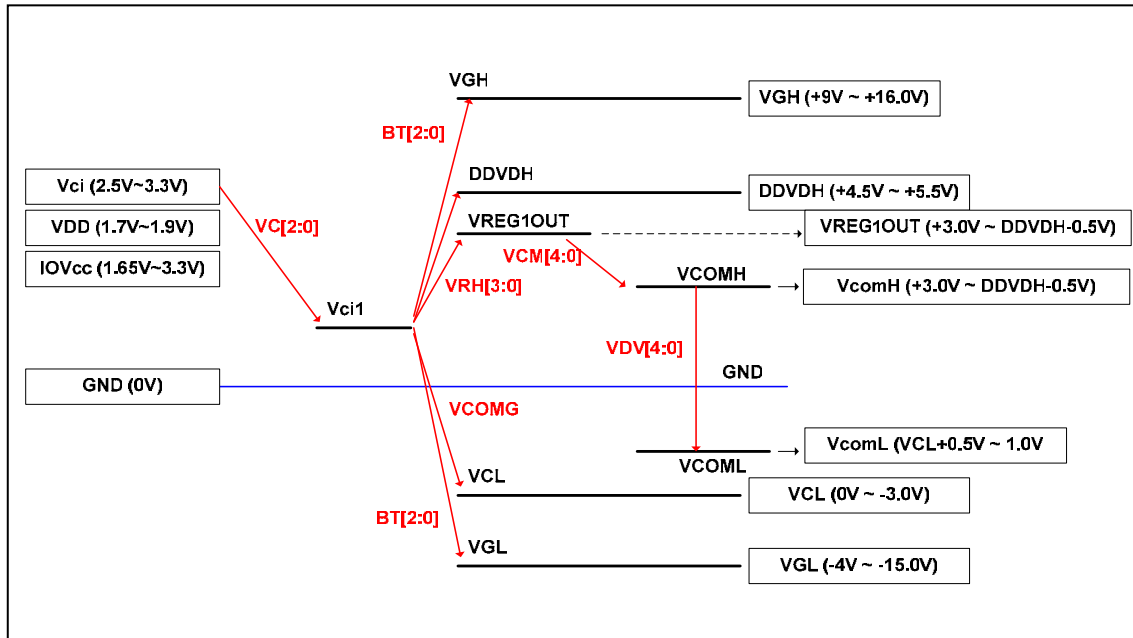 VGH
VGH (+9V ~ +16.0V)
BT[2:0]
DDVDH
Vci (2.5V~3.3V)
DDVDH (+4.5V ~ +5.5V)
VDD (1.7V~1.9V)
VC[2:0]
VREG1OUT
VREG1OUT (+3.0V ~ DDVDH-0.5V)
IOVcc (1.65V~3.3V)
VCM[4:0]
VRH[3:0]
VCOMH
VcomH (+3.0V ~ DDVDH-0.5V)
Vci1
VDV[4:0]
GND (0V)
GND
VCOMG
VcomL (VCL+0.5V ~ 1.0V
VCOML
VCL
VCL (0V ~ -3.0V)
BT[2:0]
VGL
VGL (-4V ~ -15.0V)